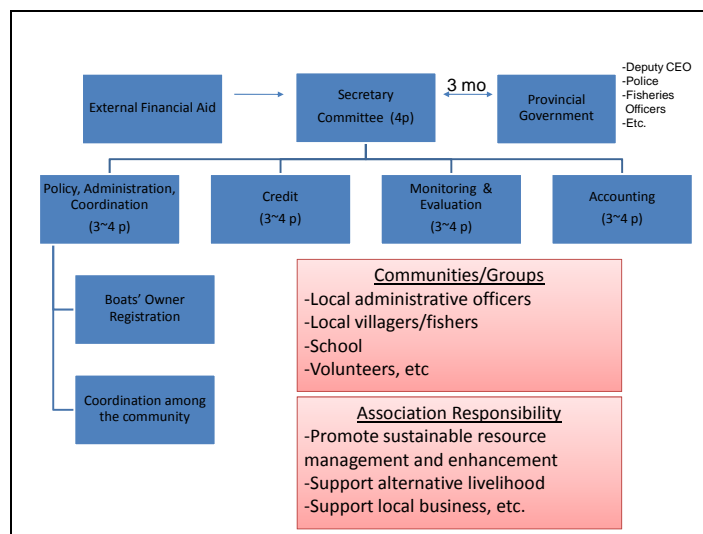 External Financial Aid
Secretary
Committee (4p)
3 mo
Provincial
Government
-Deputy CEO
-Police
-Fisheries
Officers
-Etc.
Policy, Administration,
Coordination
(3~4 p)
Credit
(3~4 p)
Monitoring & 
Evaluation
(3~4 p)
Accounting
(3~4 p)
Boats' Owner
Registration
Coordination among
the community
Communities/Groups
-Local administrative officers
-Local villagers/fishers
-School
-Volunteers, etc
Association Responsibility
-Promote sustainable resource
management and enhancement
-Support alternative livelihood
-Support local business, etc.